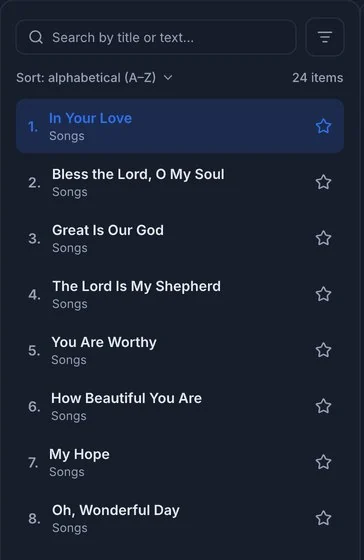 Search by title or text...
Sort: alphabetical (A–Z)
24 items
1. In Your Love
Songs
2. Bless the Lord, O My Soul
Songs
3. Great Is Our God
Songs
4. The Lord Is My Shepherd
Songs
5. You Are Worthy
Songs
6. How Beautiful You Are
Songs
7. My Hope
Songs
8. Oh, Wonderful Day
Songs